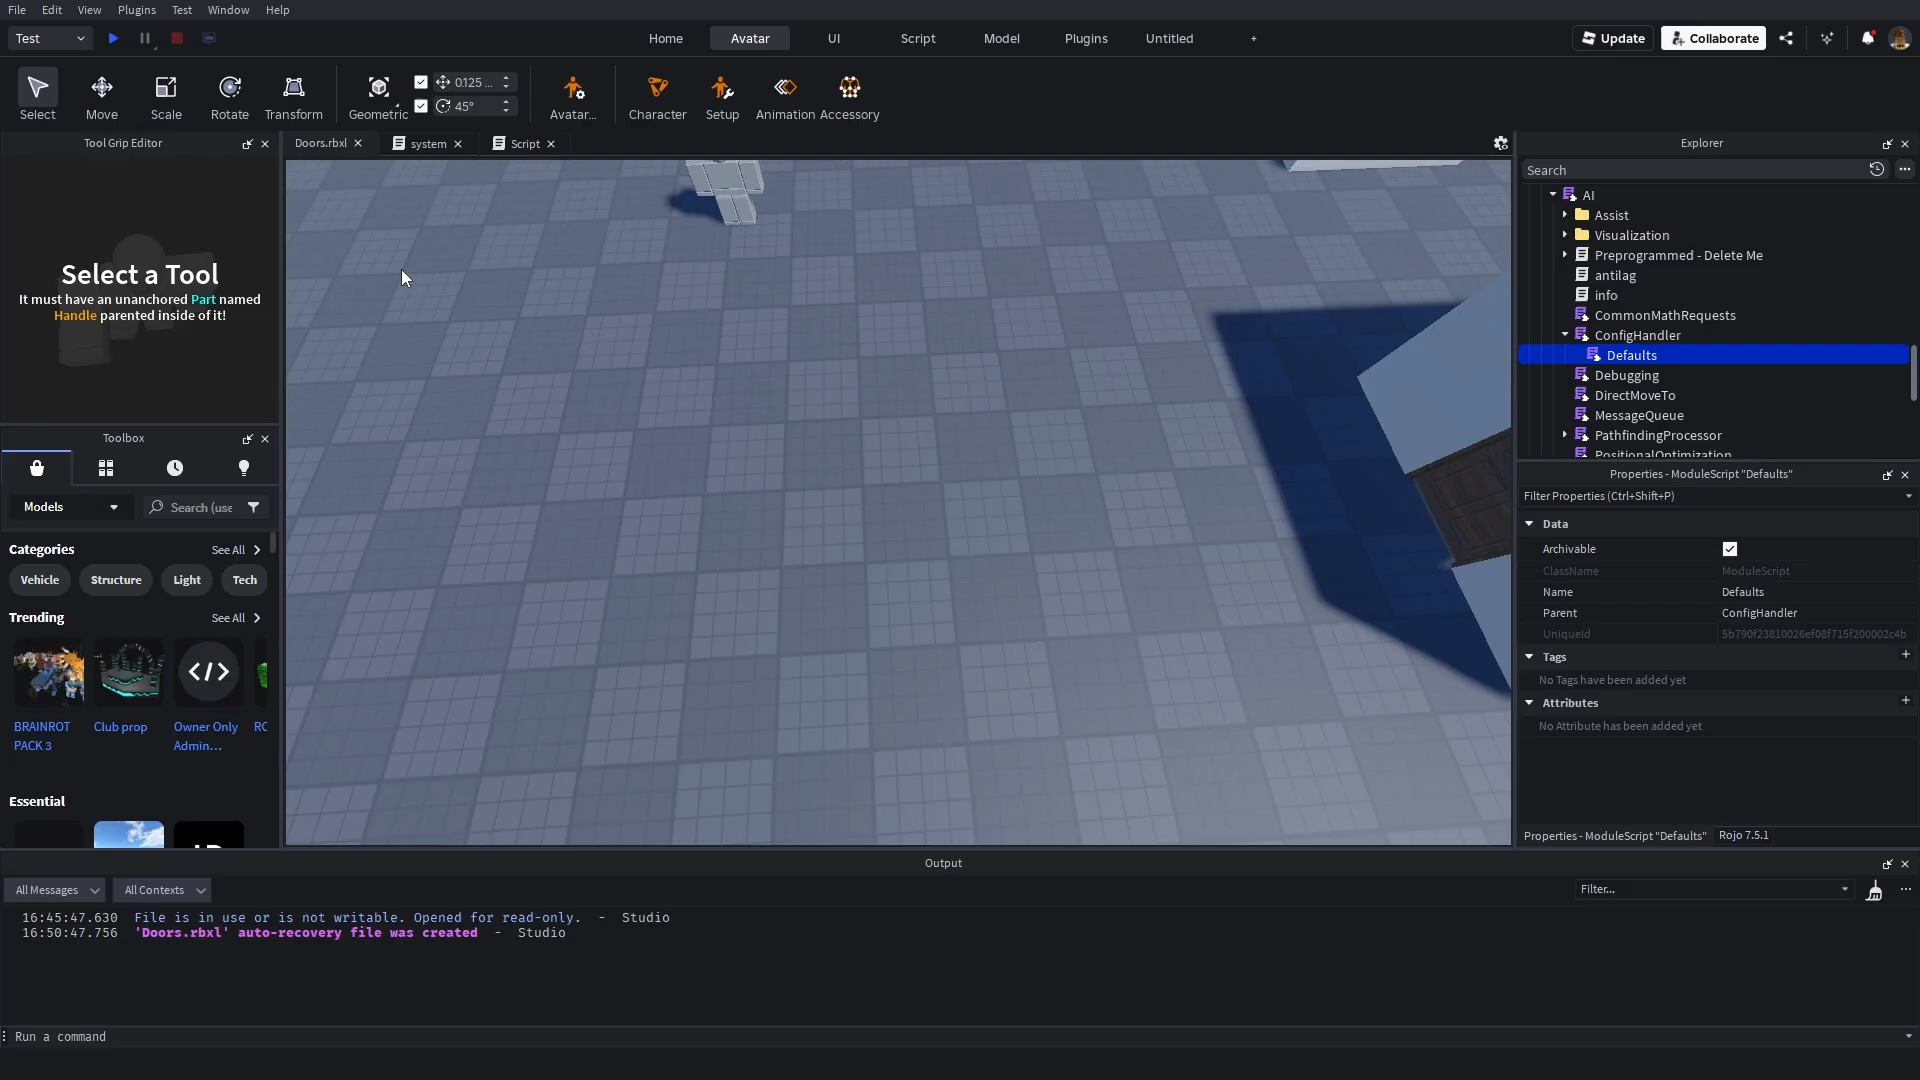 File Edit View Plugins Test Window Help
Test
Home Avatar UI Script Model Plugins Untitled +
Update Collaborate
Select Move Scale Rotate Transform Geometric
0.125 ...
45°
Avatar... Character Setup Animation Accessory
Tool Grip Editor
Select a Tool
It must have an unanchored Part named
Handle parented inside of it!
Toolbox
Models
Search (use
Categories See All
Vehicle Structure Light Tech
Trending See All
BRAINROT
PACK 3
Club prop
Owner Only
Admin...
RC
Essential
Doors.rbxl system Script
Explorer
Search
AI
Assist
Visualization
Preprogrammed - Delete Me
antilag
info
CommonMathRequests
ConfigHandler
Defaults
Debugging
DirectMoveTo
MessageQueue
PathfindingProcessor
PositionalOptimization
Properties - ModuleScript "Defaults"
Filter Properties (Ctrl+Shift+P)
Data
Archivable
ClassName ModuleScript
Name Defaults
Parent ConfigHandler
UniqueId 5b790f23810026ef08f715f200002c4b
Tags
No Tags have been added yet
Attributes
No Attribute has been added yet
Properties - ModuleScript "Defaults" Rojo 7.5.1
Output
All Messages All Contexts
Filter...
16:45:47.630 File is in use or is not writable. Opened for read-only. - Studio
16:50:47.756 'Doors.rbxl' auto-recovery file was created - Studio
Run a command